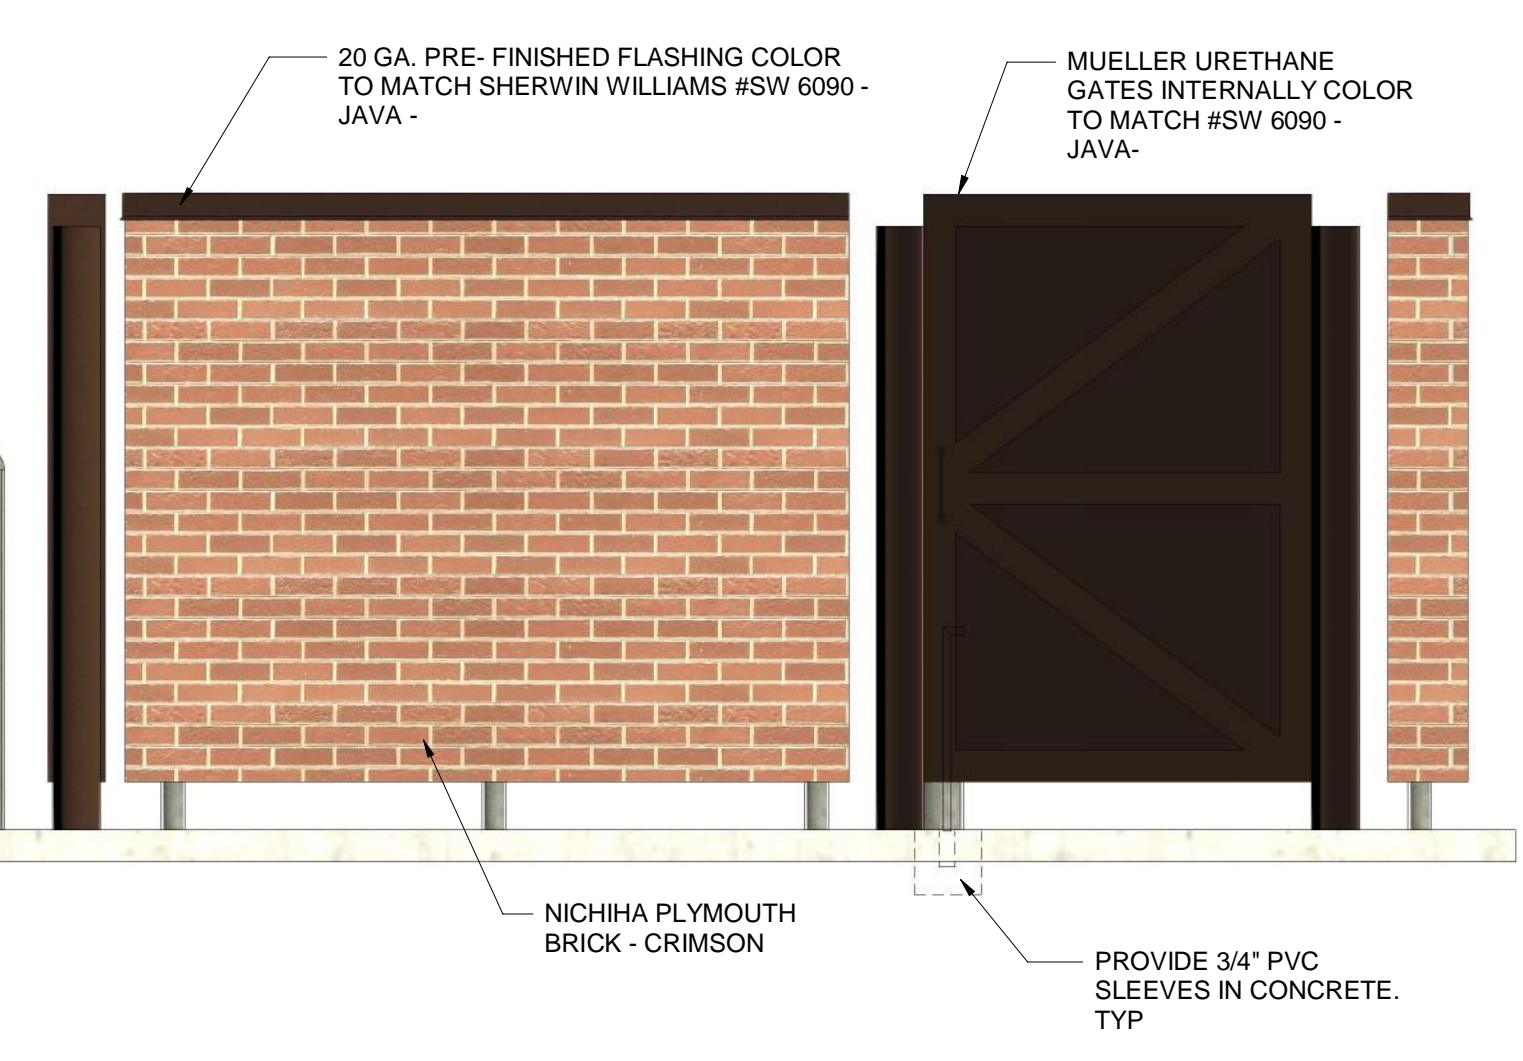 20 GA. PRE- FINISHED FLASHING COLOR
TO MATCH SHERWIN WILLIAMS #SW 6090 -
JAVA -
MUELLER URETHANE
GATES INTERNALLY COLOR
TO MATCH #SW 6090 -
JAVA-
NICHIHA PLYMOUTH
BRICK - CRIMSON
PROVIDE 3/4" PVC
SLEEVES IN CONCRETE.
TYP